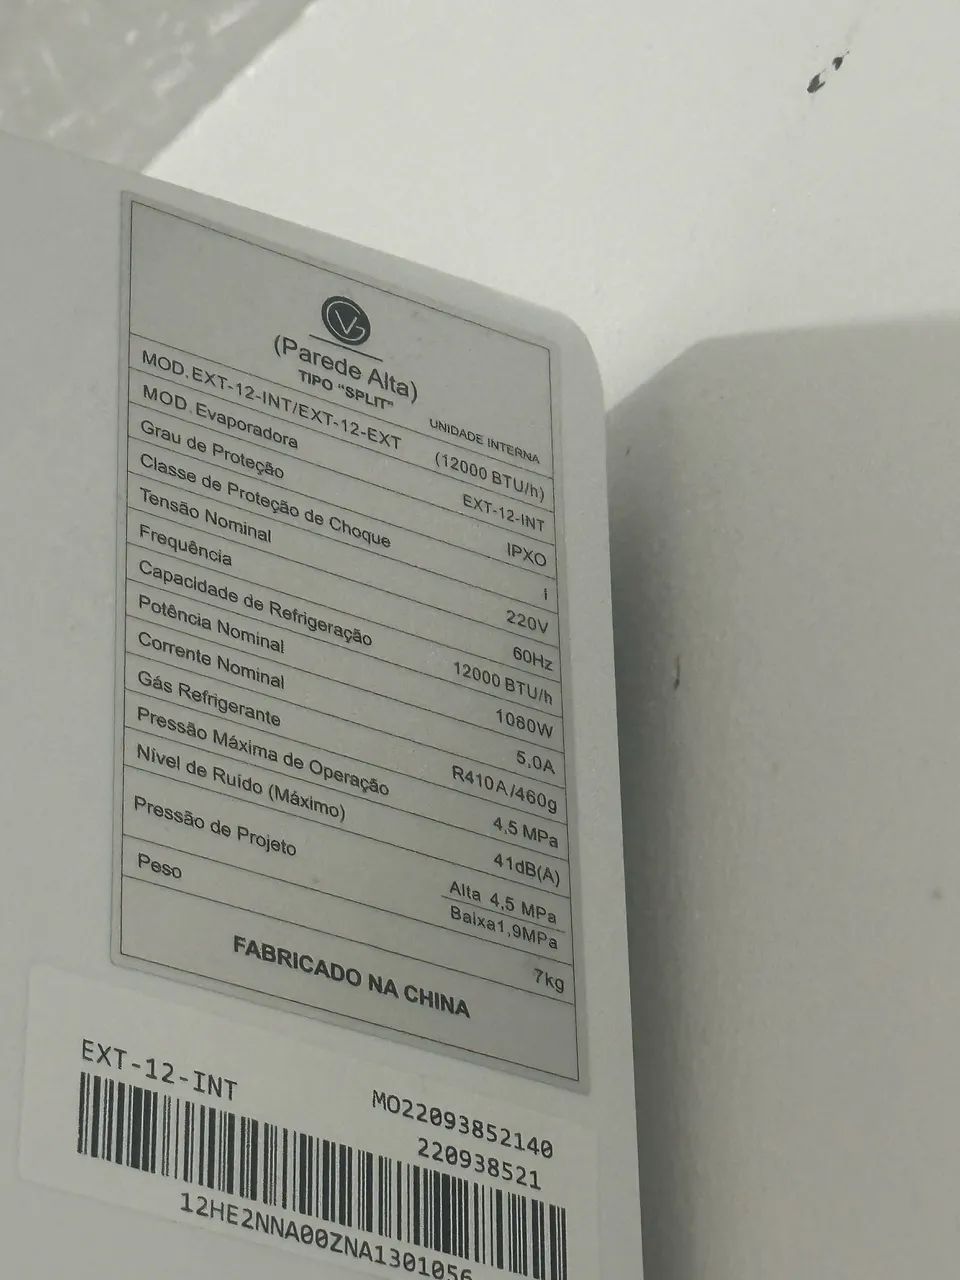 VG
(Parede Alta)
TIPO "SPLIT"
UNIDADE INTERNA
MOD.EXT-12-INT/EXT-12-EXT (12000 BTU/h)
MOD.Evaporadora EXT-12-INT
Grau de Proteção IPXO
Classe de Proteção de Choque I
Tensão Nominal 220V
Frequência 60Hz
Capacidade de Refrigeração 12000 BTU/h
Potência Nominal 1080W
Corrente Nominal 5,0A
Gás Refrigerante R410A/460g
Pressão Máxima de Operação 4,5 MPa
Nível de Ruído (Máximo) 41dB(A)
Pressão de Projeto Alta 4,5 MPa
Baixa1,9MPa
Peso 7kg
FABRICADO NA CHINA
EXT-12-INT
MO22093852140
220938521
12HE2NNA00ZNA1301056